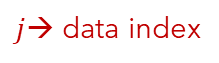 j→ data index